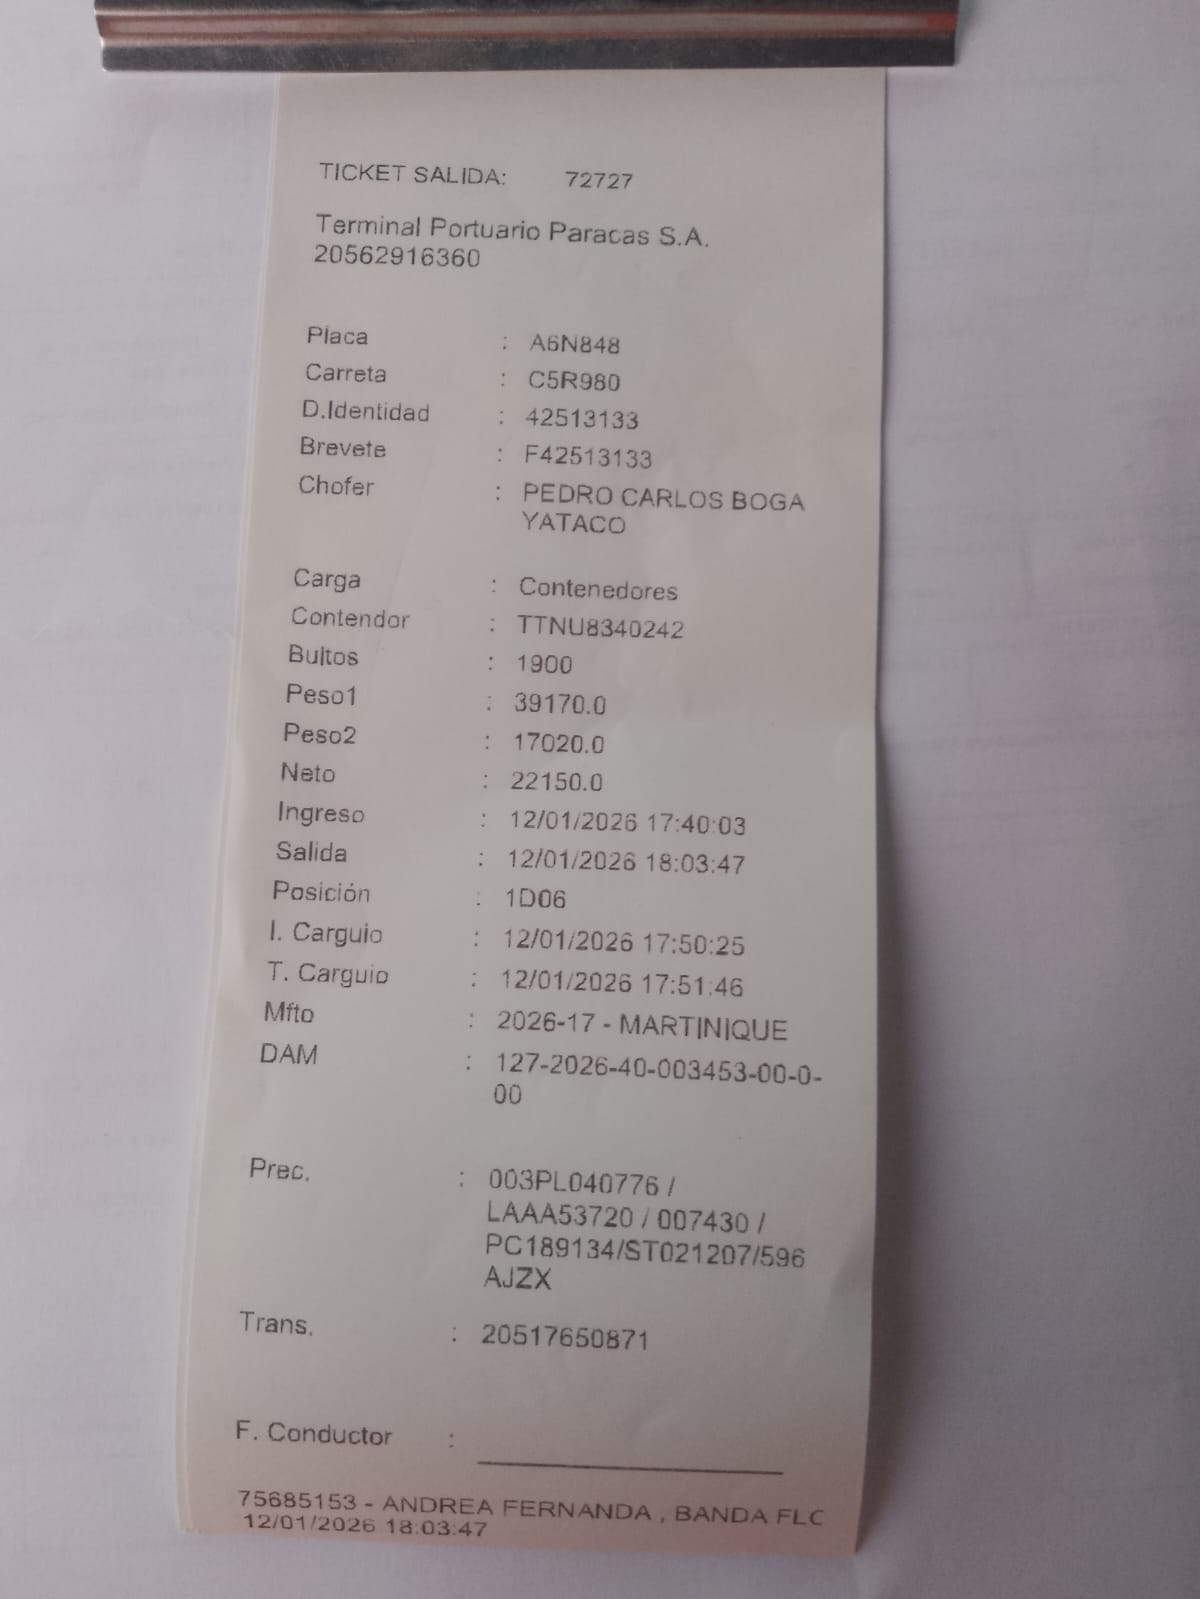 TICKET SALIDA: 72727
Terminal Portuario Paracas S.A.
20562916360
Placa : A6N848
Carreta : C5R980
D.Identidad : 42513133
Brevete : F42513133
Chofer : PEDRO CARLOS BOGA
YATACO
Carga : Contenedores
Contendor : TTNU8340242
Bultos : 1900
Peso1 : 39170.0
Peso2 : 17020.0
Neto : 22150.0
Ingreso : 12/01/2026 17:40:03
Salida : 12/01/2026 18:03:47
Posición : 1D06
I. Carguio : 12/01/2026 17:50:25
T. Carguio : 12/01/2026 17:51:46
Mfto : 2026-17 - MARTINIQUE
DAM : 127-2026-40-003453-00-0-
00
Prec. : 003PL040776 /
LAAA53720 / 007430 /
PC189134/ST021207/596
AJZX
Trans. : 20517650871
F. Conductor :
75685153 - ANDREA FERNANDA , BANDA FLC
12/01/2026 18:03:47